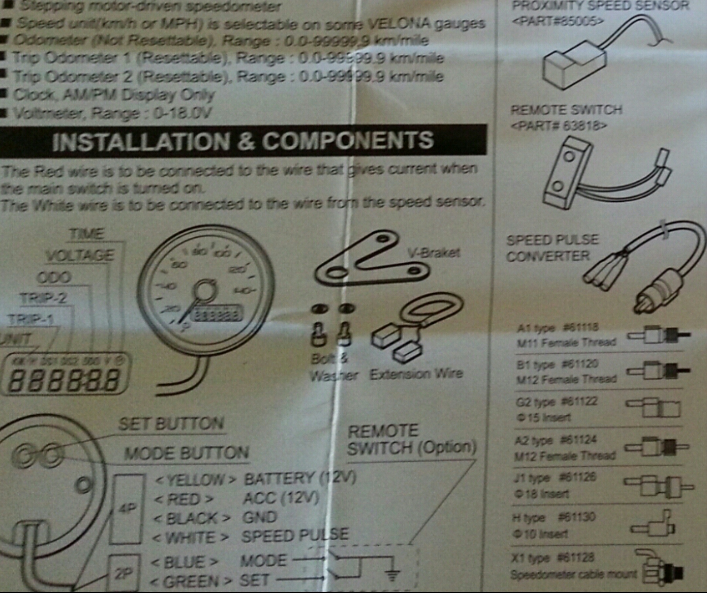 Stepping motor-driven speedometer
Speed unit(km/h or MPH) is selectable on some VELONA gauges
Odometer (Not Resettable), Range : 0.0-99999.9 km/mile
Trip Odometer 1 (Resettable), Range : 0.0-99999.9 km/mile
Trip Odometer 2 (Resettable), Range : 0.0-99999.9 km/mile
Clock, AM/PM Display Only
Voltmeter, Range : 0-18.0V
INSTALLATION & COMPONENTS
The Red wire is to be connected to the wire that gives current when
the main switch is turned on.
The White wire is to be connected to the wire from the speed sensor.
TIME
VOLTAGE
ODO
TRIP-2
TRIP-1
UNIT
888888
20 40 60 80 100 120 140
V-Braket
Bolt &
Washer
Extension Wire
SET BUTTON
MODE BUTTON
REMOTE
SWITCH (Option)
4P
< YELLOW > BATTERY (12V)
< RED > ACC (12V)
< BLACK > GND
< WHITE > SPEED PULSE
2P
< BLUE > MODE
< GREEN > SET
PROXIMITY SPEED SENSOR
<PART#85005>
REMOTE SWITCH
<PART# 63818>
SPEED PULSE
CONVERTER
A1 type #61118
M11 Female Thread
B1 type #61120
M12 Female Thread
G2 type #61122
Φ15 Insert
A2 type #61124
M12 Female Thread
J1 type #61126
Φ18 Insert
H type #61130
Φ10 Insert
X1 type #61128
Speedometer cable mount